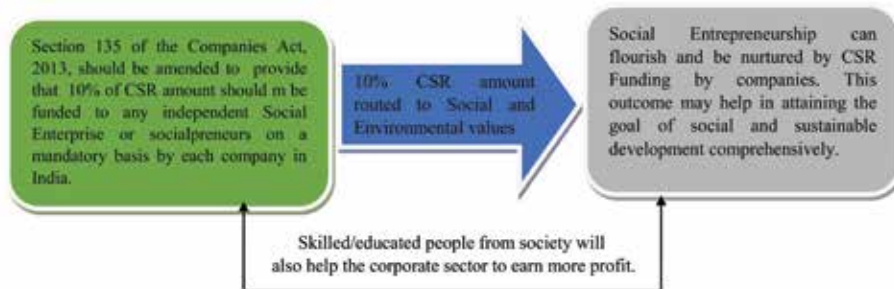 Section 135 of the Companies Act,
2013, should be amended to provide
that 10% of CSR amount should m be
funded to any independent Social
Enterprise or socialpreneurs on a
mandatory basis by each company in
India.
10% CSR amount
routed to Social and
Environmental values
Social Entrepreneurship can
flourish and be nurtured by CSR
Funding by companies. This
outcome may help in attaining the
goal of social and sustainable
development comprehensively.
Skilled/educated people from society will
also help the corporate sector to earn more profit.